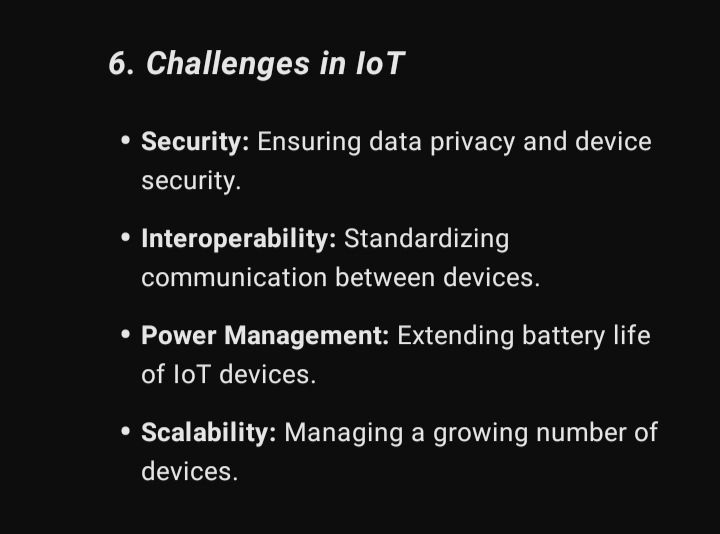 6. Challenges in IoT
• Security: Ensuring data privacy and device
security.
• Interoperability: Standardizing
communication between devices.
• Power Management: Extending battery life
of IoT devices.
• Scalability: Managing a growing number of
devices.